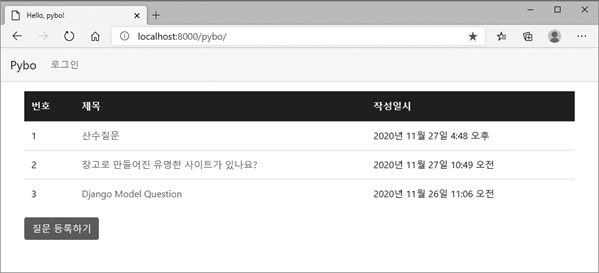 Hello, pybo!
localhost:8000/pybo/
Pybo 로그인
번호 제목 작성일시
1 산수질문 2020년 11월 27일 4:48 오후
2 장고로 만들어진 유명한 사이트가 있나요? 2020년 11월 27일 10:49 오전
3 Django Model Question 2020년 11월 26일 11:06 오전
질문 등록하기